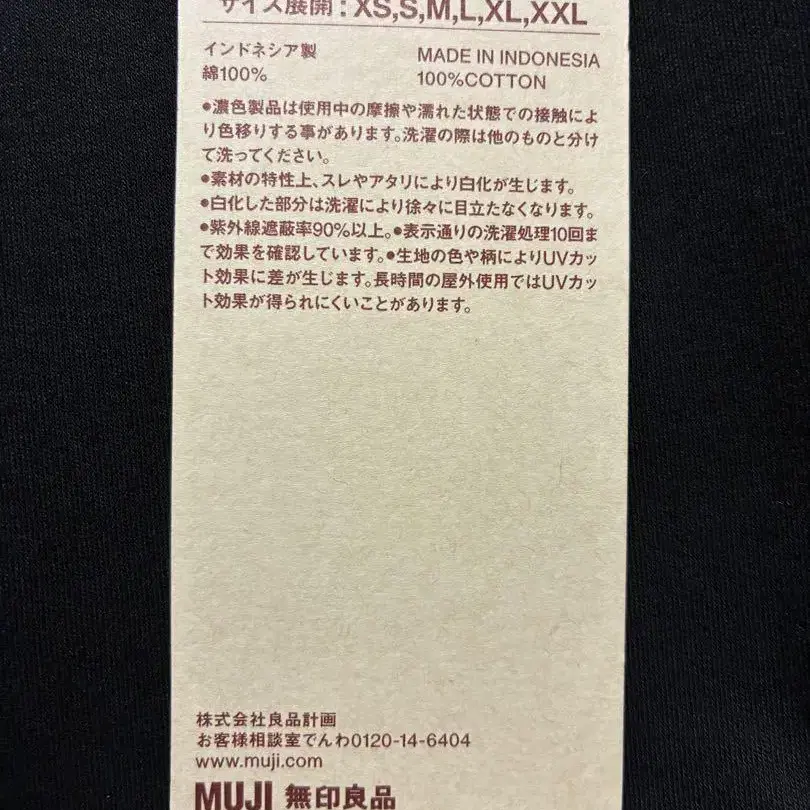 サイズ展開：XS,S,M,L,XL,XXL
インドネシア製 MADE IN INDONESIA
綿100% 100%COTTON
●濃色製品は使用中の摩擦や濡れた状態での接触によ
り色移りする事があります。洗濯の際は他のものと分け
て洗ってください。
●素材の特性上、スレやアタリにより白化が生じます。
●白化した部分は洗濯により徐々に目立たなくなります。
●紫外線遮蔽率90%以上。●表示通りの洗濯処理10回ま
で効果を確認しています。●生地の色や柄によりUVカッ
ト効果に差が生じます。長時間の屋外使用ではUVカッ
ト効果が得られにくいことがあります。
株式会社良品計画
お客様相談室でんわ0120-14-6404
www.muji.com
MUJI 無印良品